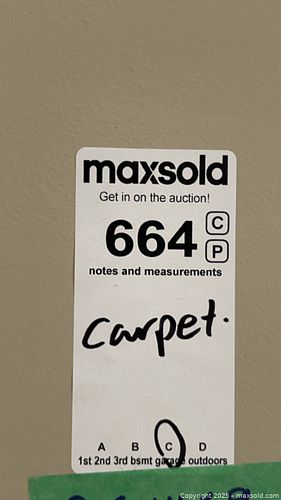 maxsold
Get in on the auction!
664 C
P
notes and measurements
carpet.
A B C D
1st 2nd 3rd bsmt garage outdoors
Copyright 2025 - maxsold.com